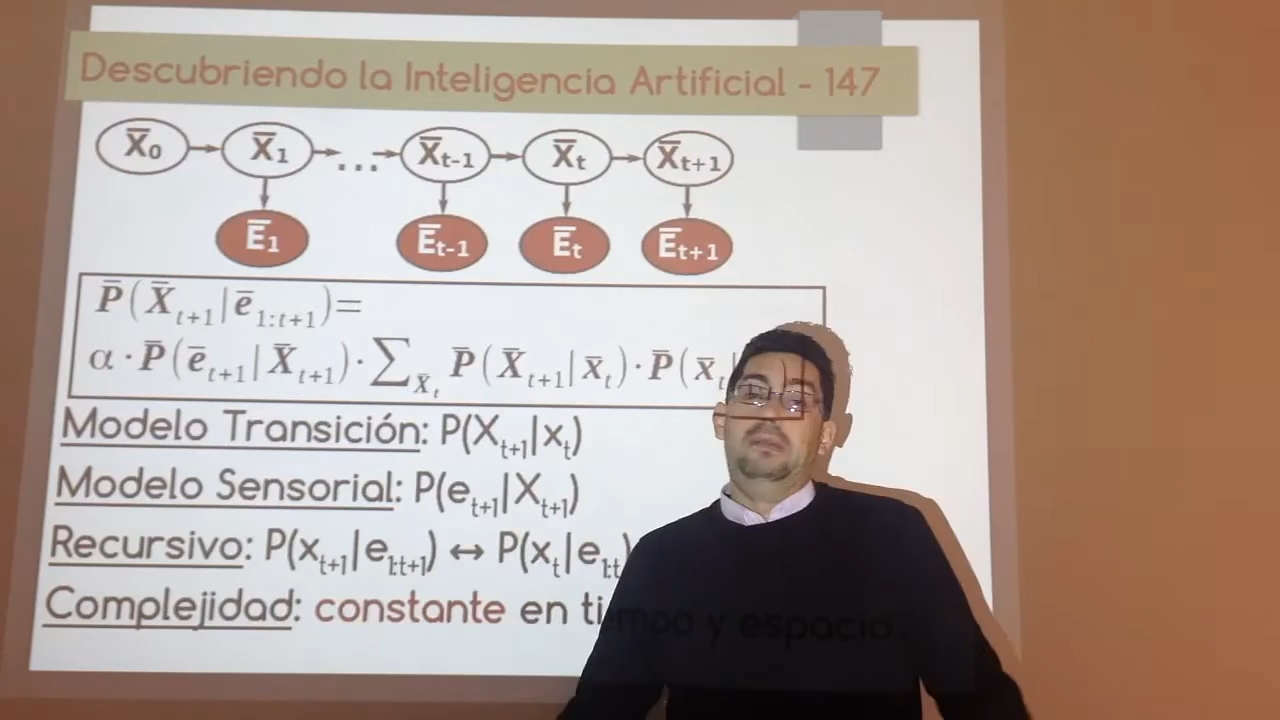 Descubriendo la Inteligencia Artificial - 147
X̄₀ X̄₁ ... X̄ₜ₋₁ X̄ₜ X̄ₜ₊₁
Ē₁ Ēₜ₋₁ Ēₜ Ēₜ₊₁
P̄(X̄ₜ₊₁|ē₁:ₜ₊₁)=
α·P̄(ēₜ₊₁|X̄ₜ₊₁)·∑x̄ₜ P̄(X̄ₜ₊₁|x̄ₜ)·P̄(x̄ₜ|
Modelo Transición: P(Xₜ₊₁|xₜ)
Modelo Sensorial: P(eₜ₊₁|Xₜ₊₁)
Recursivo: P(xₜ₊₁|e₁:ₜ₊₁) ↔ P(xₜ|e₁:ₜ)
Complejidad: constante en tiempo y espacio.